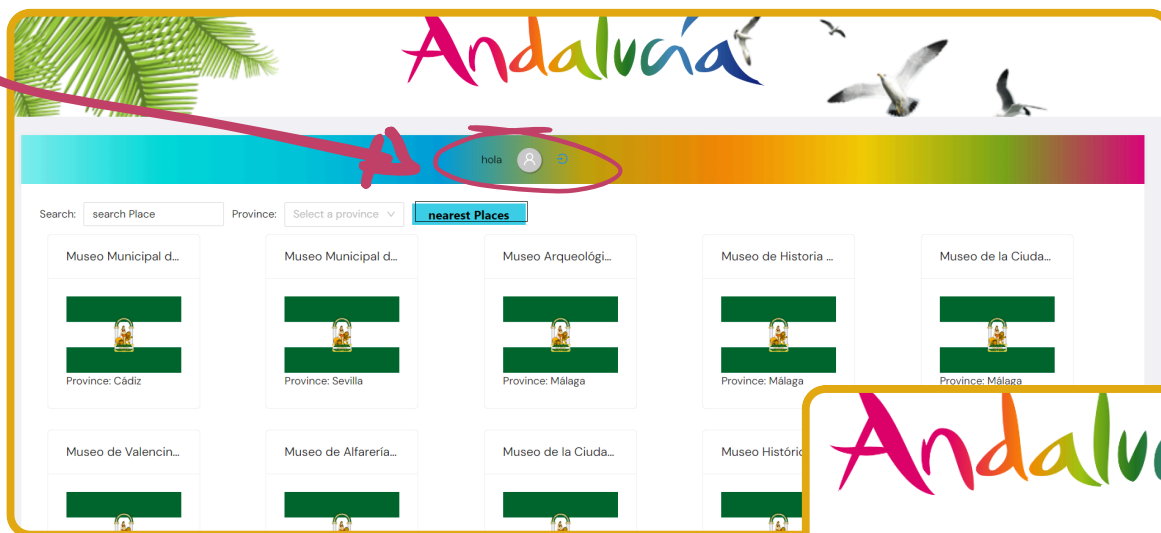 Andalucía
hola
Search: search Place Province: Select a province nearest Places
Museo Municipal d... Museo Municipal d... Museo Arqueológi... Museo de Historia ... Museo de la Ciuda...
Province: Cádiz Province: Sevilla Province: Málaga Province: Málaga Province: Málaga
Museo de Valencin... Museo de Alfarería... Museo de la Ciuda... Museo Históric
Andaluc